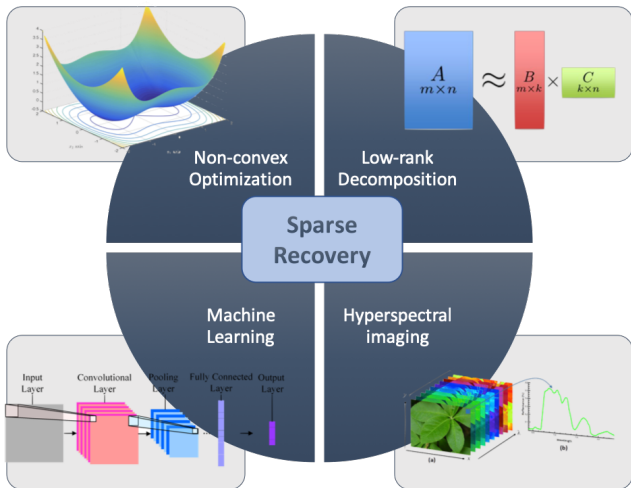 Non-convex
Optimization
Low-rank
Decomposition
A
m×n
≈
B
m×k
×
C
k×n
Sparse
Recovery
Machine
Learning
Hyperspectral
imaging
Input
Layer
Convolutional
Layer
Pooling
Layer
Fully Connected
Layer
Output Layer
(a)
(b)